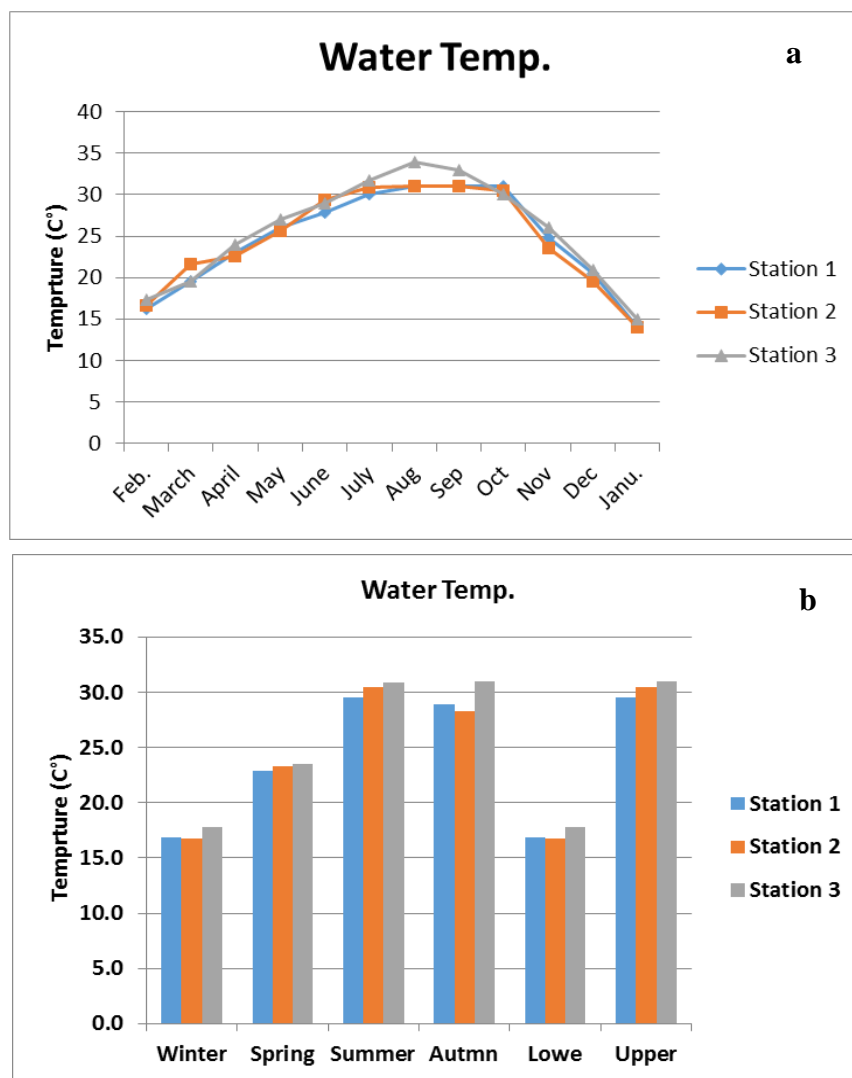 Water Temp.
a
40
35
30
25
20
15
10
5
0
Temprture (C°)
Feb.
March
April
May
June
July
Aug
Sep
Oct
Nov
Dec
Janu.
Station 1
Station 2
Station 3
Water Temp.
b
35.0
30.0
25.0
20.0
15.0
10.0
5.0
0.0
Temprture (C°)
Winter Spring Summer Autmn Lowe Upper
Station 1
Station 2
Station 3